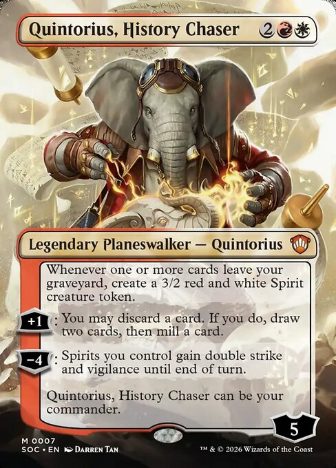 Quintorius, History Chaser 2
Legendary Planeswalker — Quintorius
Whenever one or more cards leave your
graveyard, create a 3/2 red and white Spirit
creature token.
+1 : You may discard a card. If you do, draw
two cards, then mill a card.
-4 : Spirits you control gain double strike
and vigilance until end of turn.
Quintorius, History Chaser can be your
commander.
5
M 0007
SOC • EN Darren Tan
™ & © 2026 Wizards of the Coast